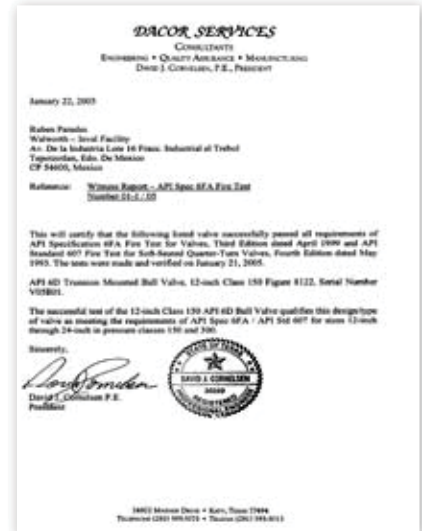 DACOR SERVICES
CONSULTANTS
ENGINEERING • QUALITY ASSURANCE • MANUFACTURING
DAVID J. CORNELSEN, P.E., PRESIDENT
January 22, 2005
Ruben Paredes
Walworth – Inval Facility
Av. De la Industria Lote 16 Fracc. Industrial el Trebol
Tepotzotlan, Edo. De Mexico
CP 54600, Mexico
Reference: Witness Report – API Spec 6FA Fire Test
Number 01-1 / 05
This will certify that the following listed valve successfully passed all requirements of
API Specification 6FA Fire Test for Valves, Third Edition dated April 1999 and API
Standard 607 Fire Test for Soft-Seated Quarter-Turn Valves, Fourth Edition dated May
1993. The tests were made and verified on January 21, 2005.
API 6D Trunnion Mounted Ball Valve, 12-inch Class 150 Figure 8122, Serial Number
V05B01.
The successful test of the 12-inch Class 150 API 6D Ball Valve qualifies this design/type
of valve as meeting the requirements of API Spec 6FA / API Std 607 for sizes 12-inch
through 24-inch in pressure classes 150 and 300.
Sincerely,
David J. Cornelsen P.E.
President
STATE OF TEXAS
DAVID J. CORNELSEN
REGISTERED
PROFESSIONAL ENGINEER
Drive • Katy, Texas